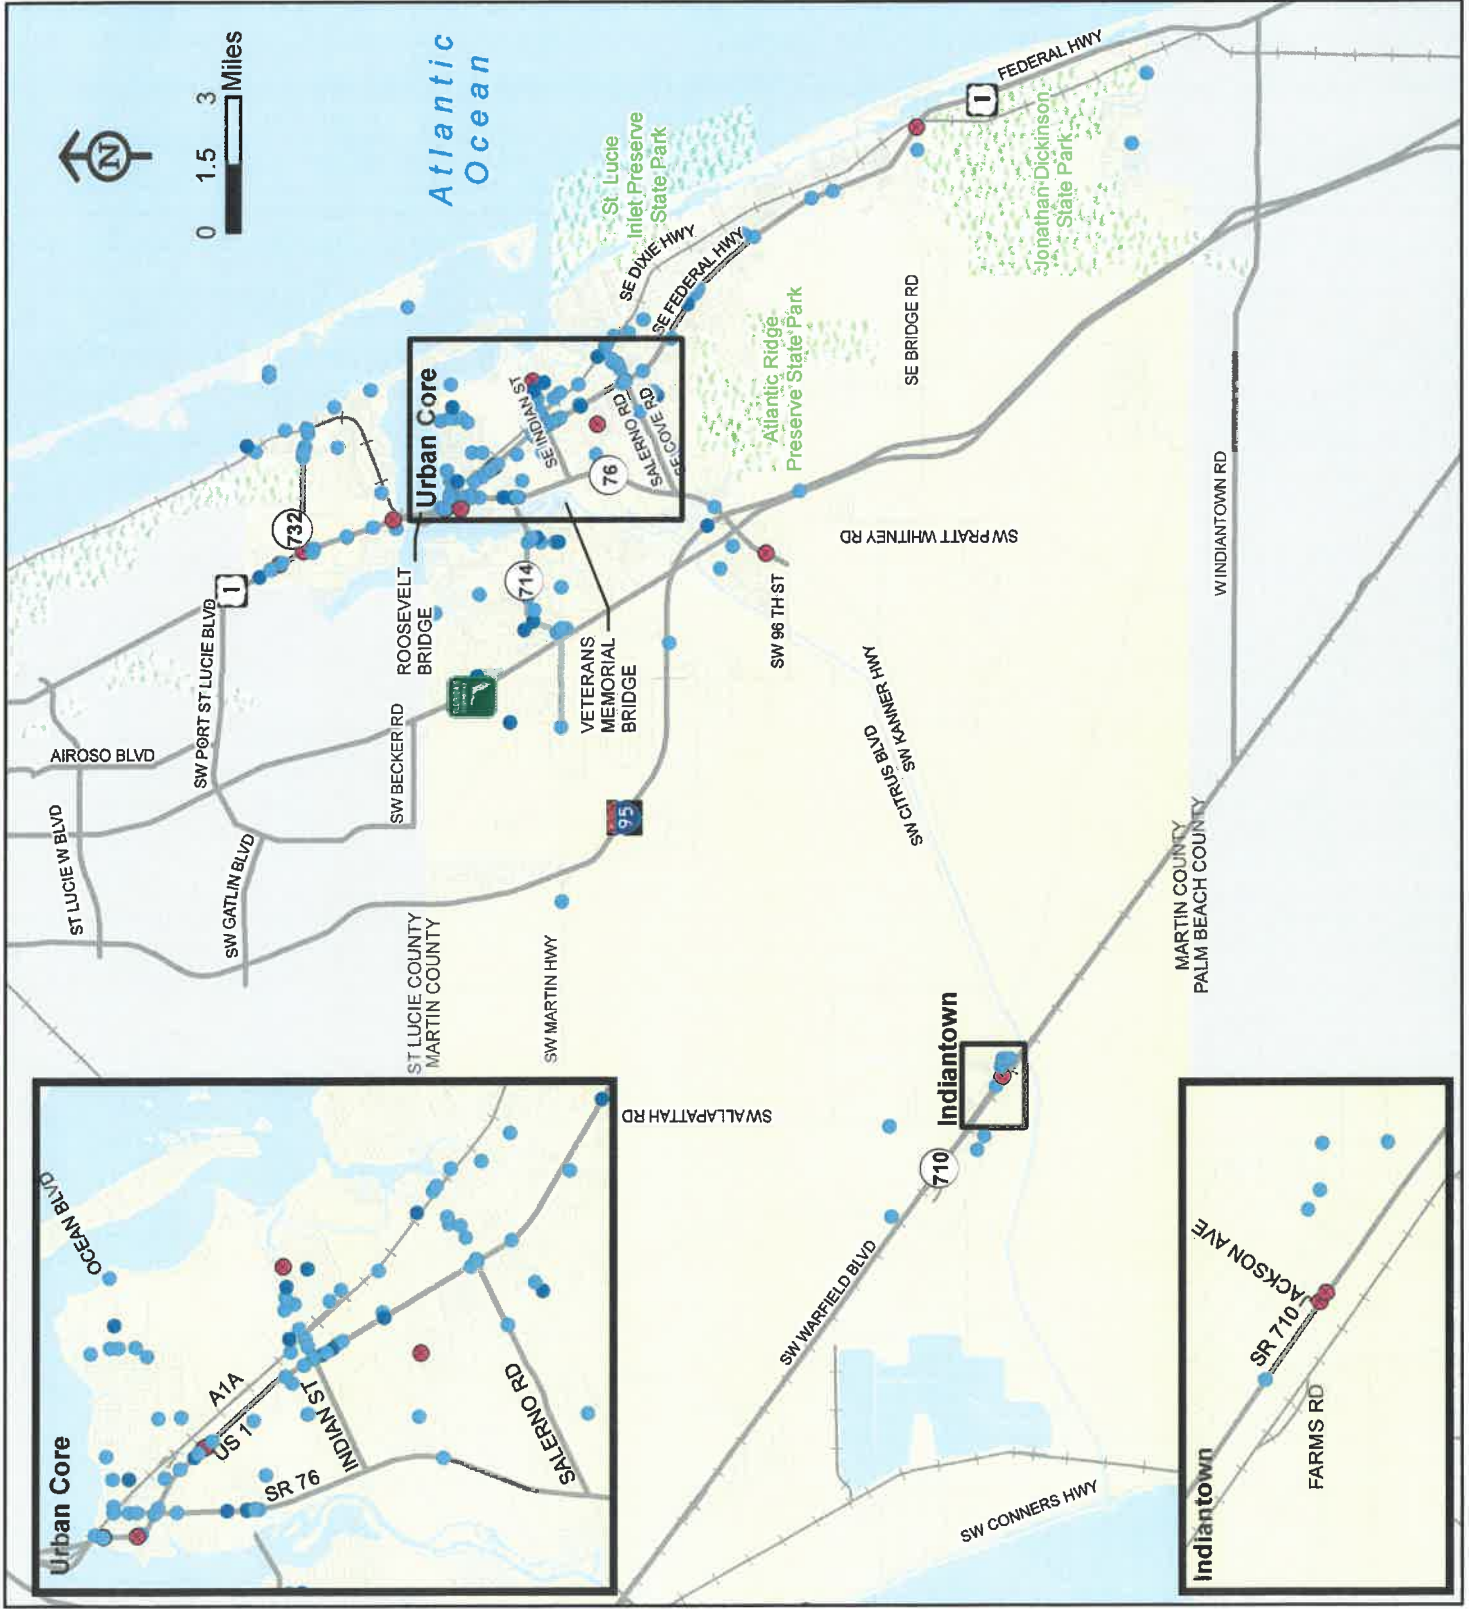 0 1.5 3
Miles
N
Atlantic
Ocean
St. Lucie
Inlet Preserve
State Park
FEDERAL HWY
1
Jonathan Dickinson
State Park
SE DIXIE HWY
SE FEDERAL HWY
Atlantic Ridge
Preserve State Park
SE BRIDGE RD
Urban Core
SE INDIAN ST
SALERNO RD
SE COVE RD
76
732
1
714
ROOSEVELT
BRIDGE
VETERANS
MEMORIAL
BRIDGE
SW PRATT WHITNEY RD
SW 96 TH ST
W INDIANTOWN RD
SW PORT ST LUCIE BLVD
AIROSO BLVD
SW BECKER RD
ST LUCIE W BLVD
SW GATLIN BLVD
95
SW CITRUS BLVD
SW KANNER HWY
ST LUCIE COUNTY
MARTIN COUNTY
SW MARTIN HWY
MARTIN COUNTY
PALM BEACH COUNTY
SW ALLAPATTAH RD
Indiantown
710
SW WARFIELD BLVD
SW CONNERS HWY
Urban Core
OCEAN BLVD
A1A
US 1
INDIAN ST
SR 76
SALERNO RD
Indiantown
JACKSON AVE
SR 710
FARMS RD